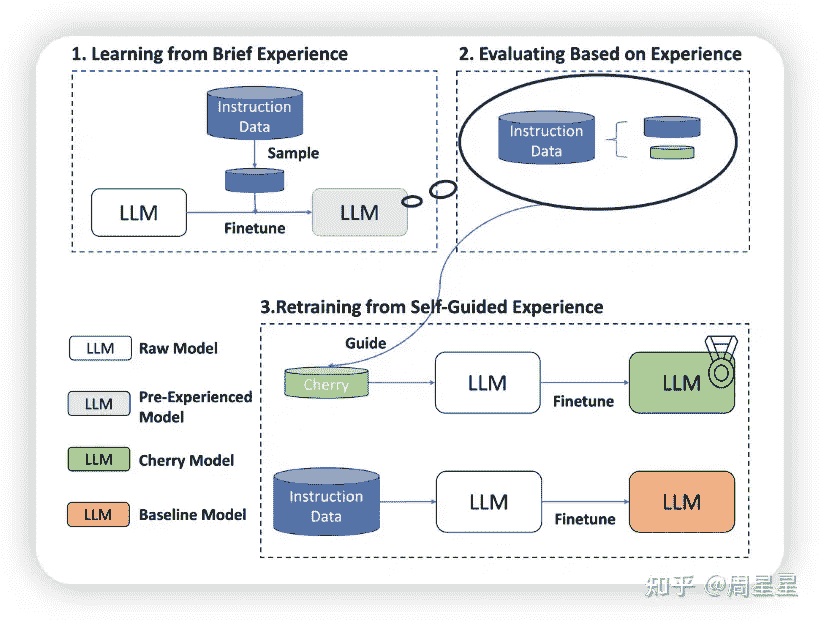 1. Learning from Brief Experience
Instruction
Data
Sample
LLM
Finetune
LLM
2. Evaluating Based on Experience
Instruction
Data
3.Retraining from Self-Guided Experience
Guide
Cherry
LLM
Finetune
LLM
Instruction
Data
LLM
Finetune
LLM
LLM
Raw Model
LLM
Pre-Experienced
Model
LLM
Cherry Model
LLM
Baseline Model
知乎 @周星星